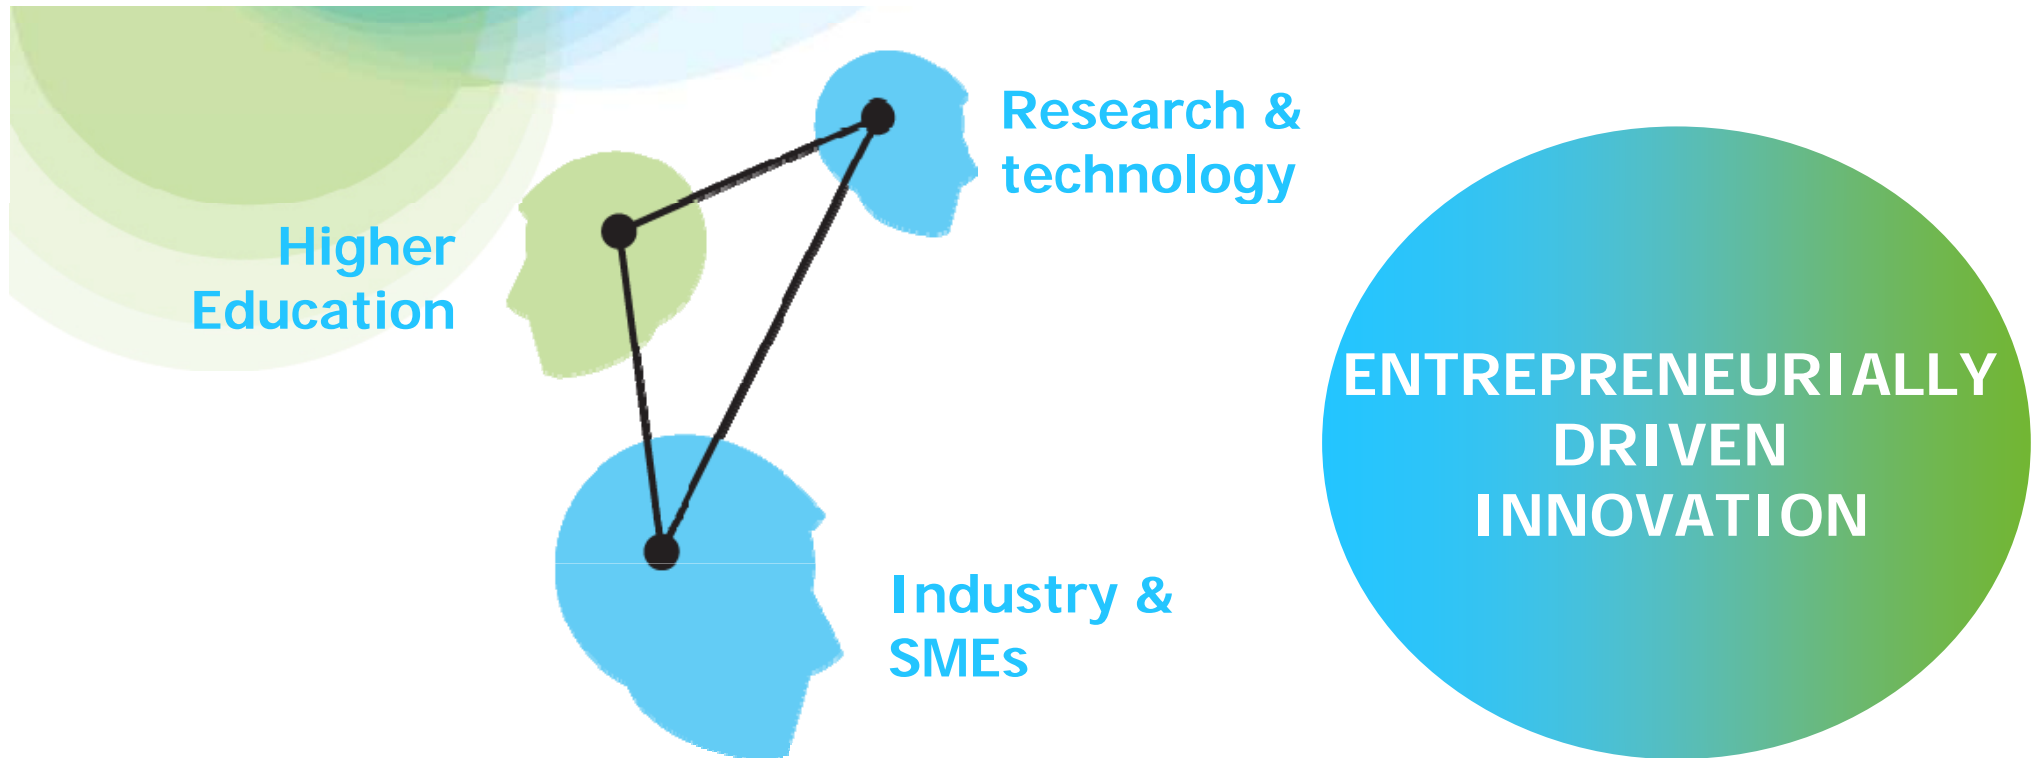 Research &
technology
Higher
Education
Industry &
SMEs
ENTREPRENEURIALLY
DRIVEN
INNOVATION